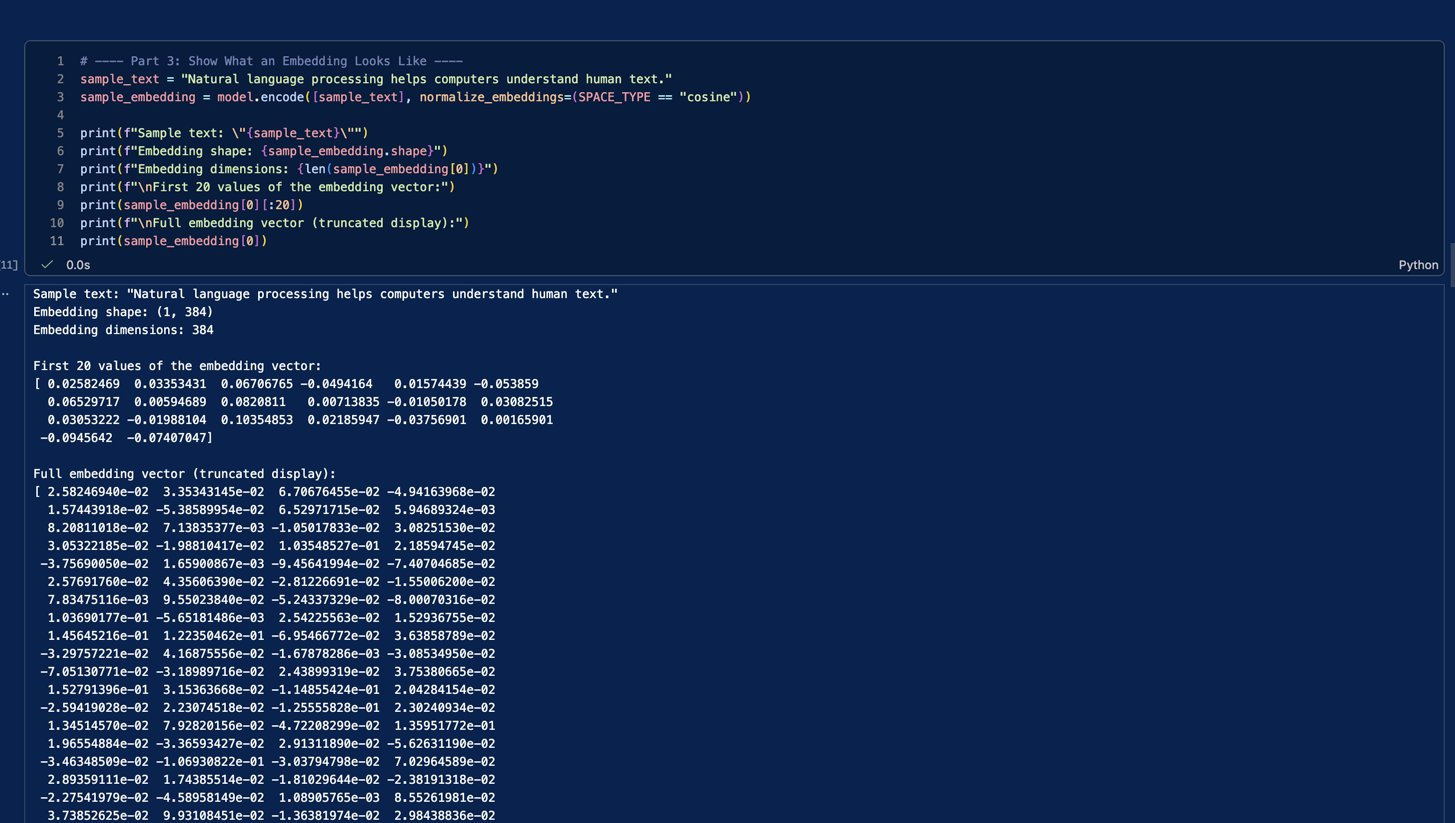 1 # ---- Part 3: Show What an Embedding Looks Like ----
2 sample_text = "Natural language processing helps computers understand human text."
3 sample_embedding = model.encode([sample_text], normalize_embeddings=(SPACE_TYPE == "cosine"))
4
5 print(f"Sample text: \"{sample_text}\"")
6 print(f"Embedding shape: {sample_embedding.shape}")
7 print(f"Embedding dimensions: {len(sample_embedding[0])}")
8 print(f"\nFirst 20 values of the embedding vector:")
9 print(sample_embedding[0][:20])
10 print(f"\nFull embedding vector (truncated display):")
11 print(sample_embedding[0])
11] ✓ 0.0s Python
Sample text: "Natural language processing helps computers understand human text."
Embedding shape: (1, 384)
Embedding dimensions: 384
First 20 values of the embedding vector:
[ 0.02582469  0.03353431  0.06706765 -0.0494164   0.01574439 -0.053859
  0.06529717  0.00594689  0.0820811   0.00713835 -0.01050178  0.03082515
  0.03053222 -0.01988104  0.10354853  0.02185947 -0.03756901  0.00165901
 -0.0945642  -0.07407047]
Full embedding vector (truncated display):
[ 2.58246940e-02  3.35343145e-02  6.70676455e-02 -4.94163968e-02
  1.57443918e-02 -5.38589954e-02  6.52971715e-02  5.94689324e-03
  8.20811018e-02  7.13835377e-03 -1.05017833e-02  3.08251530e-02
  3.05322185e-02 -1.98810417e-02  1.03548527e-01  2.18594745e-02
 -3.75690050e-02  1.65900867e-03 -9.45641994e-02 -7.40704685e-02
  2.57691760e-02  4.35606390e-02 -2.81226691e-02 -1.55006200e-02
  7.83475116e-03  9.55023840e-02 -5.24337329e-02 -8.00070316e-02
  1.03690177e-01 -5.65181486e-03  2.54225563e-02  1.52936755e-02
  1.45645216e-01  1.22350462e-01 -6.95466772e-02  3.63858789e-02
 -3.29757221e-02  4.16875556e-02 -1.67878286e-03 -3.08534950e-02
 -7.05130771e-02 -3.18989716e-02  2.43899319e-02  3.75380665e-02
  1.52791396e-01  3.15363668e-02 -1.14855424e-01  2.04284154e-02
 -2.59419028e-02  2.23074518e-02 -1.25555828e-01  2.30240934e-02
  1.34514570e-02  7.92820156e-02 -4.72208299e-02  1.35951772e-01
  1.96554884e-02 -3.36593427e-02  2.91311890e-02 -5.62631190e-02
 -3.46348509e-02 -1.06930822e-01 -3.03794798e-02  7.02964589e-02
  2.89359111e-02  1.74385514e-02 -1.81029644e-02 -2.38191318e-02
 -2.27541979e-02 -4.58958149e-02  1.08905765e-03  8.55261981e-02
  3.73852625e-02  9.93108451e-02 -1.36381974e-02  2.98438836e-02